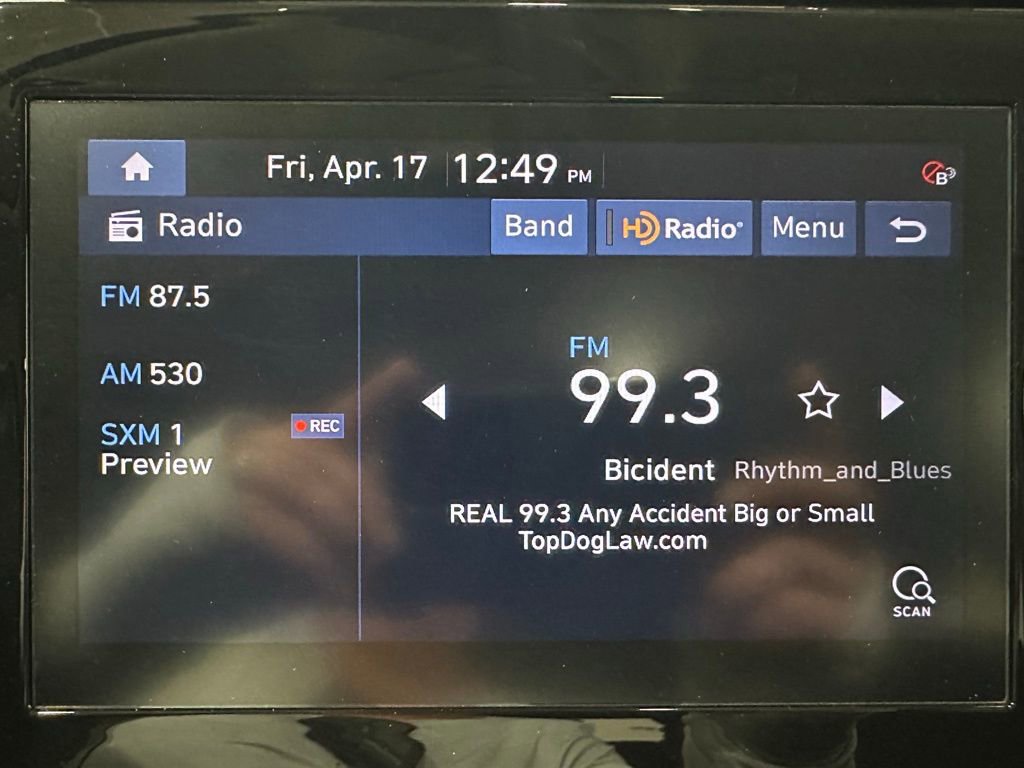 Fri, Apr. 17 12:49 PM
B
Radio Band HD Radio® Menu
FM 87.5
AM 530
SXM 1 REC
Preview
FM
99.3
Bicident Rhythm_and_Blues
REAL 99.3 Any Accident Big or Small
TopDogLaw.com
SCAN